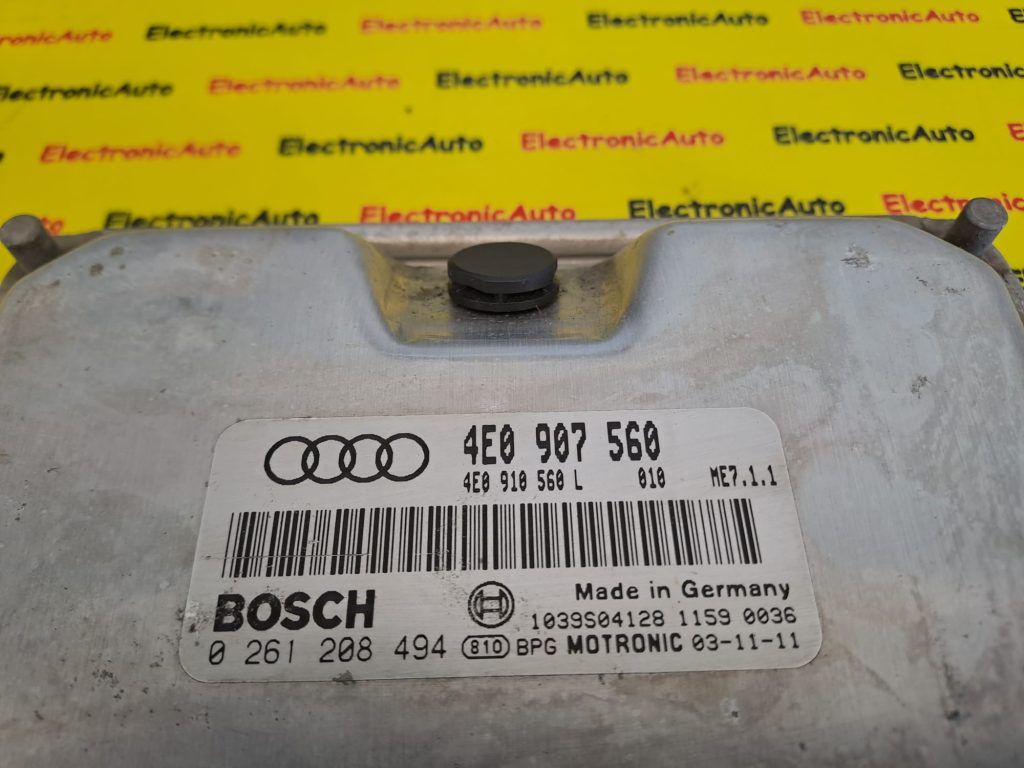 ElectronicAuto ElectronicAuto ElectronicAuto
ElectronicAuto ElectronicAuto ElectronicAuto ElectronicAuto ElectronicAuto
ElectronicAuto ElectronicAuto ElectronicAuto ElectronicAuto
ElectronicAuto ElectronicAuto ElectronicAuto ElectronicAuto
4E0 907 560
4E0 910 560 L 010 ME7.1.1
BOSCH Made in Germany
1039S04128 1159 0036
0 261 208 494 810 BPG MOTRONIC 03-11-11